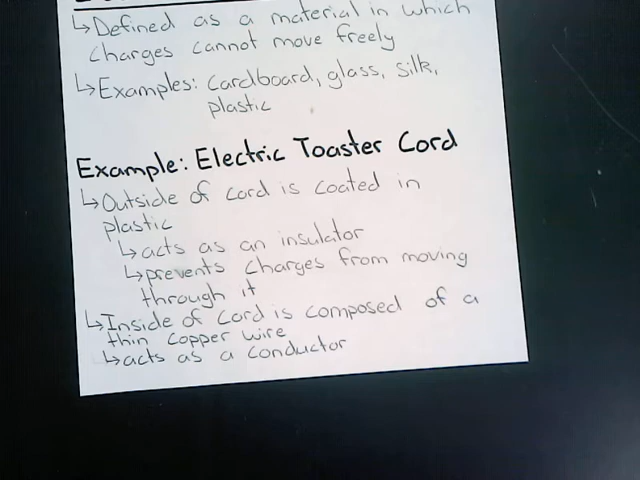 ↳Defined as a material in which
charges cannot move freely
↳Examples: Cardboard, glass, silk,
plastic
Example: Electric Toaster Cord
↳Outside of cord is coated in
plastic
↳acts as an insulator
↳prevents charges from moving
through it
↳Inside of cord is composed of a
thin copper wire
↳acts as a conductor